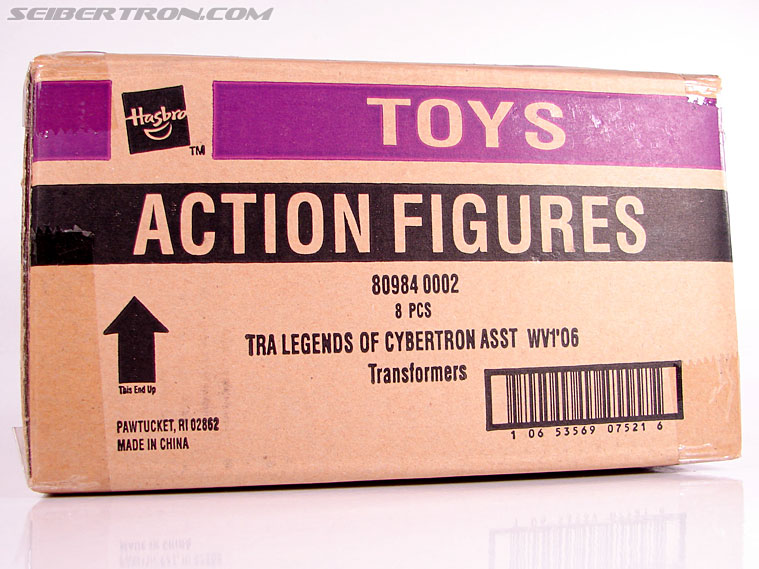 SEIBERTRON.COM
Hasbro TM TOYS
ACTION FIGURES
80984 0002
8 PCS
TRA LEGENDS OF CYBERTRON ASST WV1'06
Transformers
This End Up
1 06 53569 07521 6
PAWTUCKET, RI 02862
MADE IN CHINA